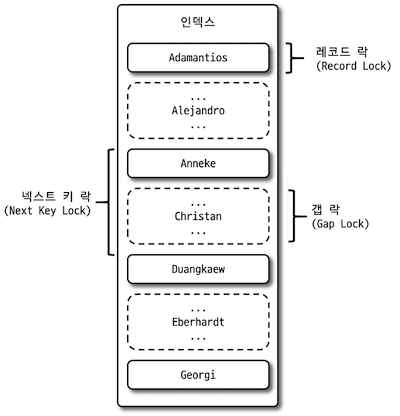 인덱스
Adamantios
레코드 락
(Record Lock)
...
Alejandro
...
Anneke
넥스트 키 락
(Next Key Lock)
...
Christan
...
갭 락
(Gap Lock)
Duangkaew
...
Eberhardt
...
Georgi